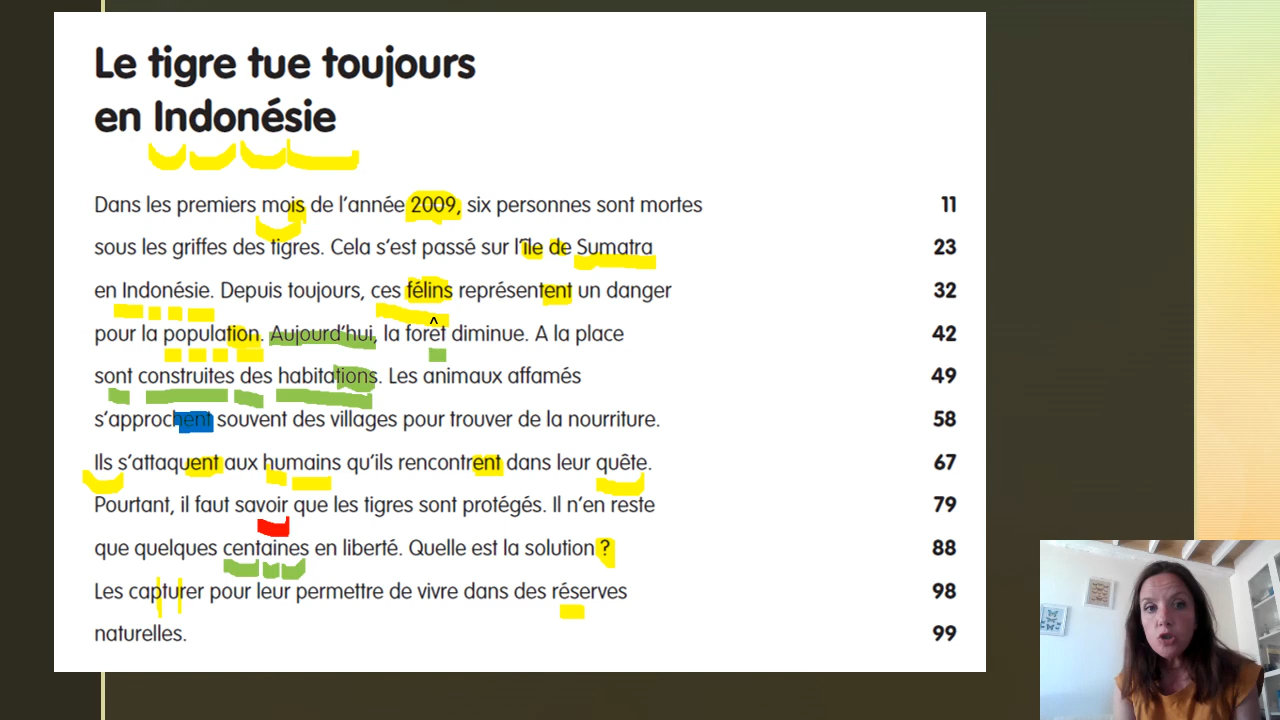 Le tigre tue toujours
en Indonésie
Dans les premiers mois de l'année 2009, six personnes sont mortes 11
sous les griffes des tigres. Cela s'est passé sur l'île de Sumatra 23
en Indonésie. Depuis toujours, ces félins représentent un danger 32
pour la population. Aujourd'hui, la forêt diminue. A la place 42
sont construites des habitations. Les animaux affamés 49
s'approchent souvent des villages pour trouver de la nourriture. 58
Ils s'attaquent aux humains qu'ils rencontrent dans leur quête. 67
Pourtant, il faut savoir que les tigres sont protégés. Il n'en reste 79
que quelques centaines en liberté. Quelle est la solution ? 88
Les capturer pour leur permettre de vivre dans des réserves 98
naturelles. 99